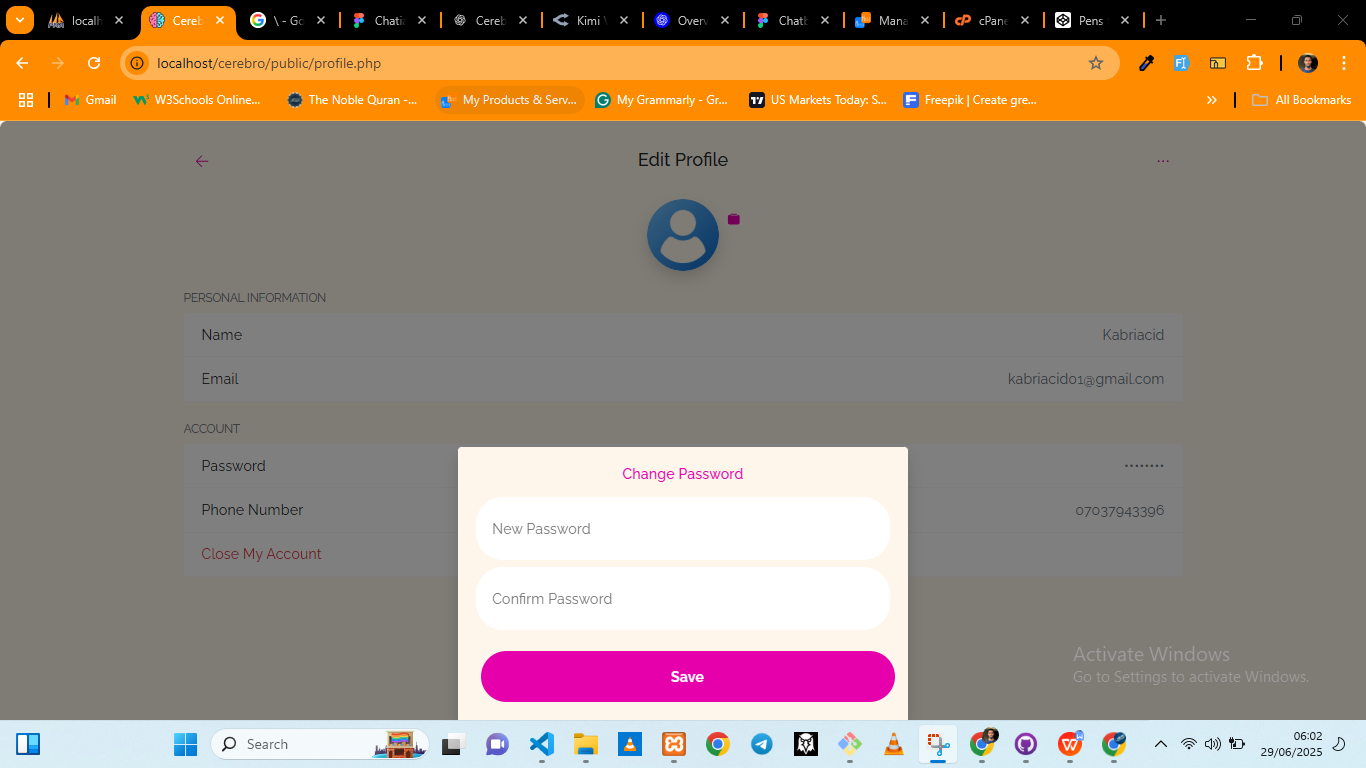 locall
Cereb
\ - Go
Chatia
Cereb
Kimi V
Overv
Chatb
Mana
cPane
Pens
localhost/cerebro/public/profile.php
Gmail
W3Schools Online...
The Noble Quran -...
My Products & Serv...
My Grammarly - Gr...
US Markets Today: S...
Freepik | Create gre...
All Bookmarks
Edit Profile
PERSONAL INFORMATION
Name
Kabriacid
Email
kabriacid01@gmail.com
ACCOUNT
Password
••••••••
Phone Number
07037943396
Close My Account
Change Password
New Password
Confirm Password
Save
Activate Windows
Go to Settings to activate Windows.
Search
06:02
29/06/2025